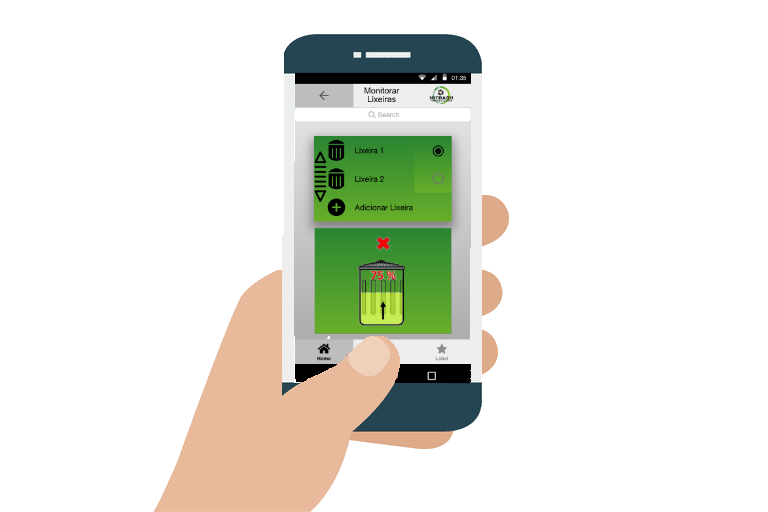 01:35
Monitorar
Lixeiras
Search
Lixeira 1
Lixeira 2
Adicionar Lixeira
75 %
Home
Label